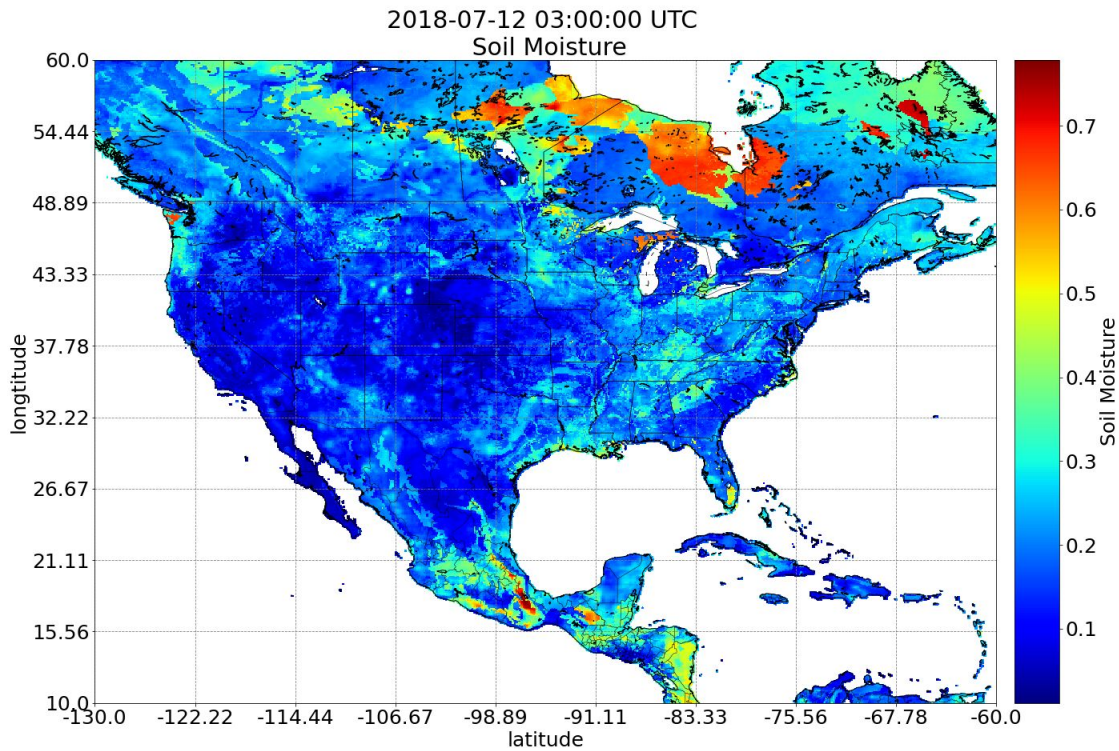 2018-07-12 03:00:00 UTC
Soil Moisture
60.0
54.44
48.89
43.33
37.78
32.22
26.67
21.11
15.56
10.0
longtitude
-130.0 -122.22 -114.44 -106.67 -98.89 -91.11 -83.33 -75.56 -67.78 -60.0
latitude
0.7
0.6
0.5
0.4
0.3
0.2
0.1
Soil Moisture